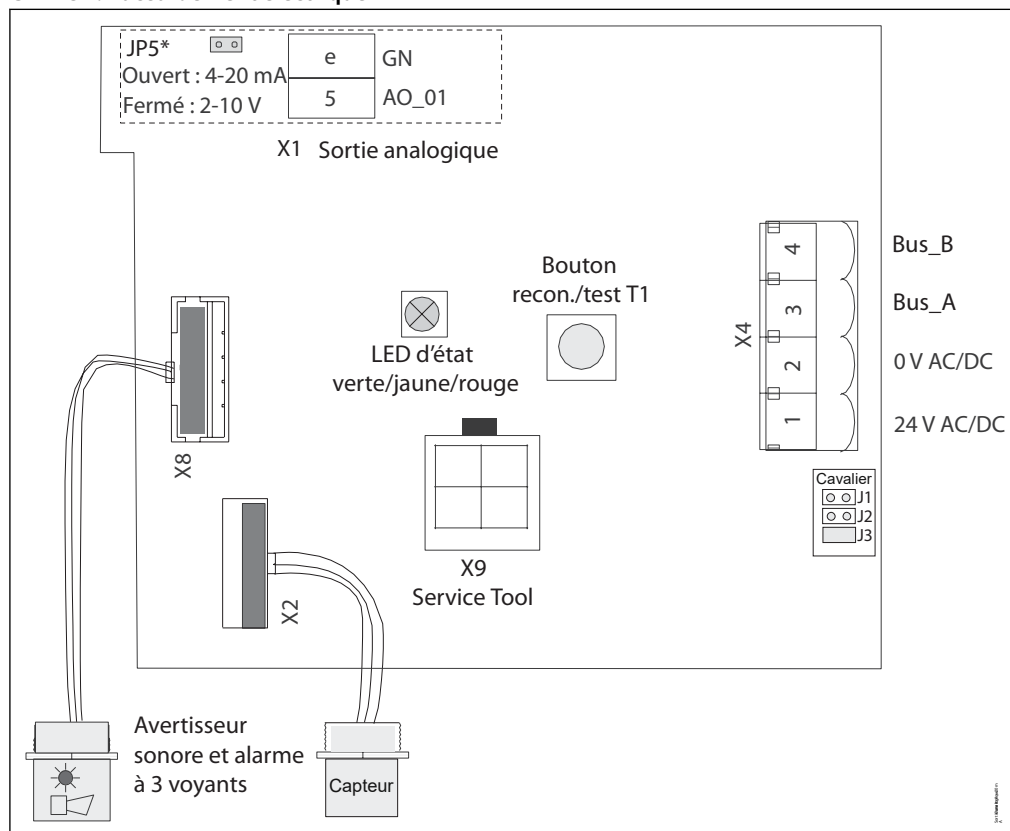 JP5*
Ouvert : 4-20 mA
Fermé : 2-10 V
e
GN
5
AO_01
X1 Sortie analogique
Bouton
recon./test T1
LED d’état
verte/jaune/rouge
X8
X2
X9
Service Tool
X4
4
Bus_B
3
Bus_A
2
0 V AC/DC
1
24 V AC/DC
Cavalier
J1
J2
J3
Avertisseur
sonore et alarme
à 3 voyants
Capteur